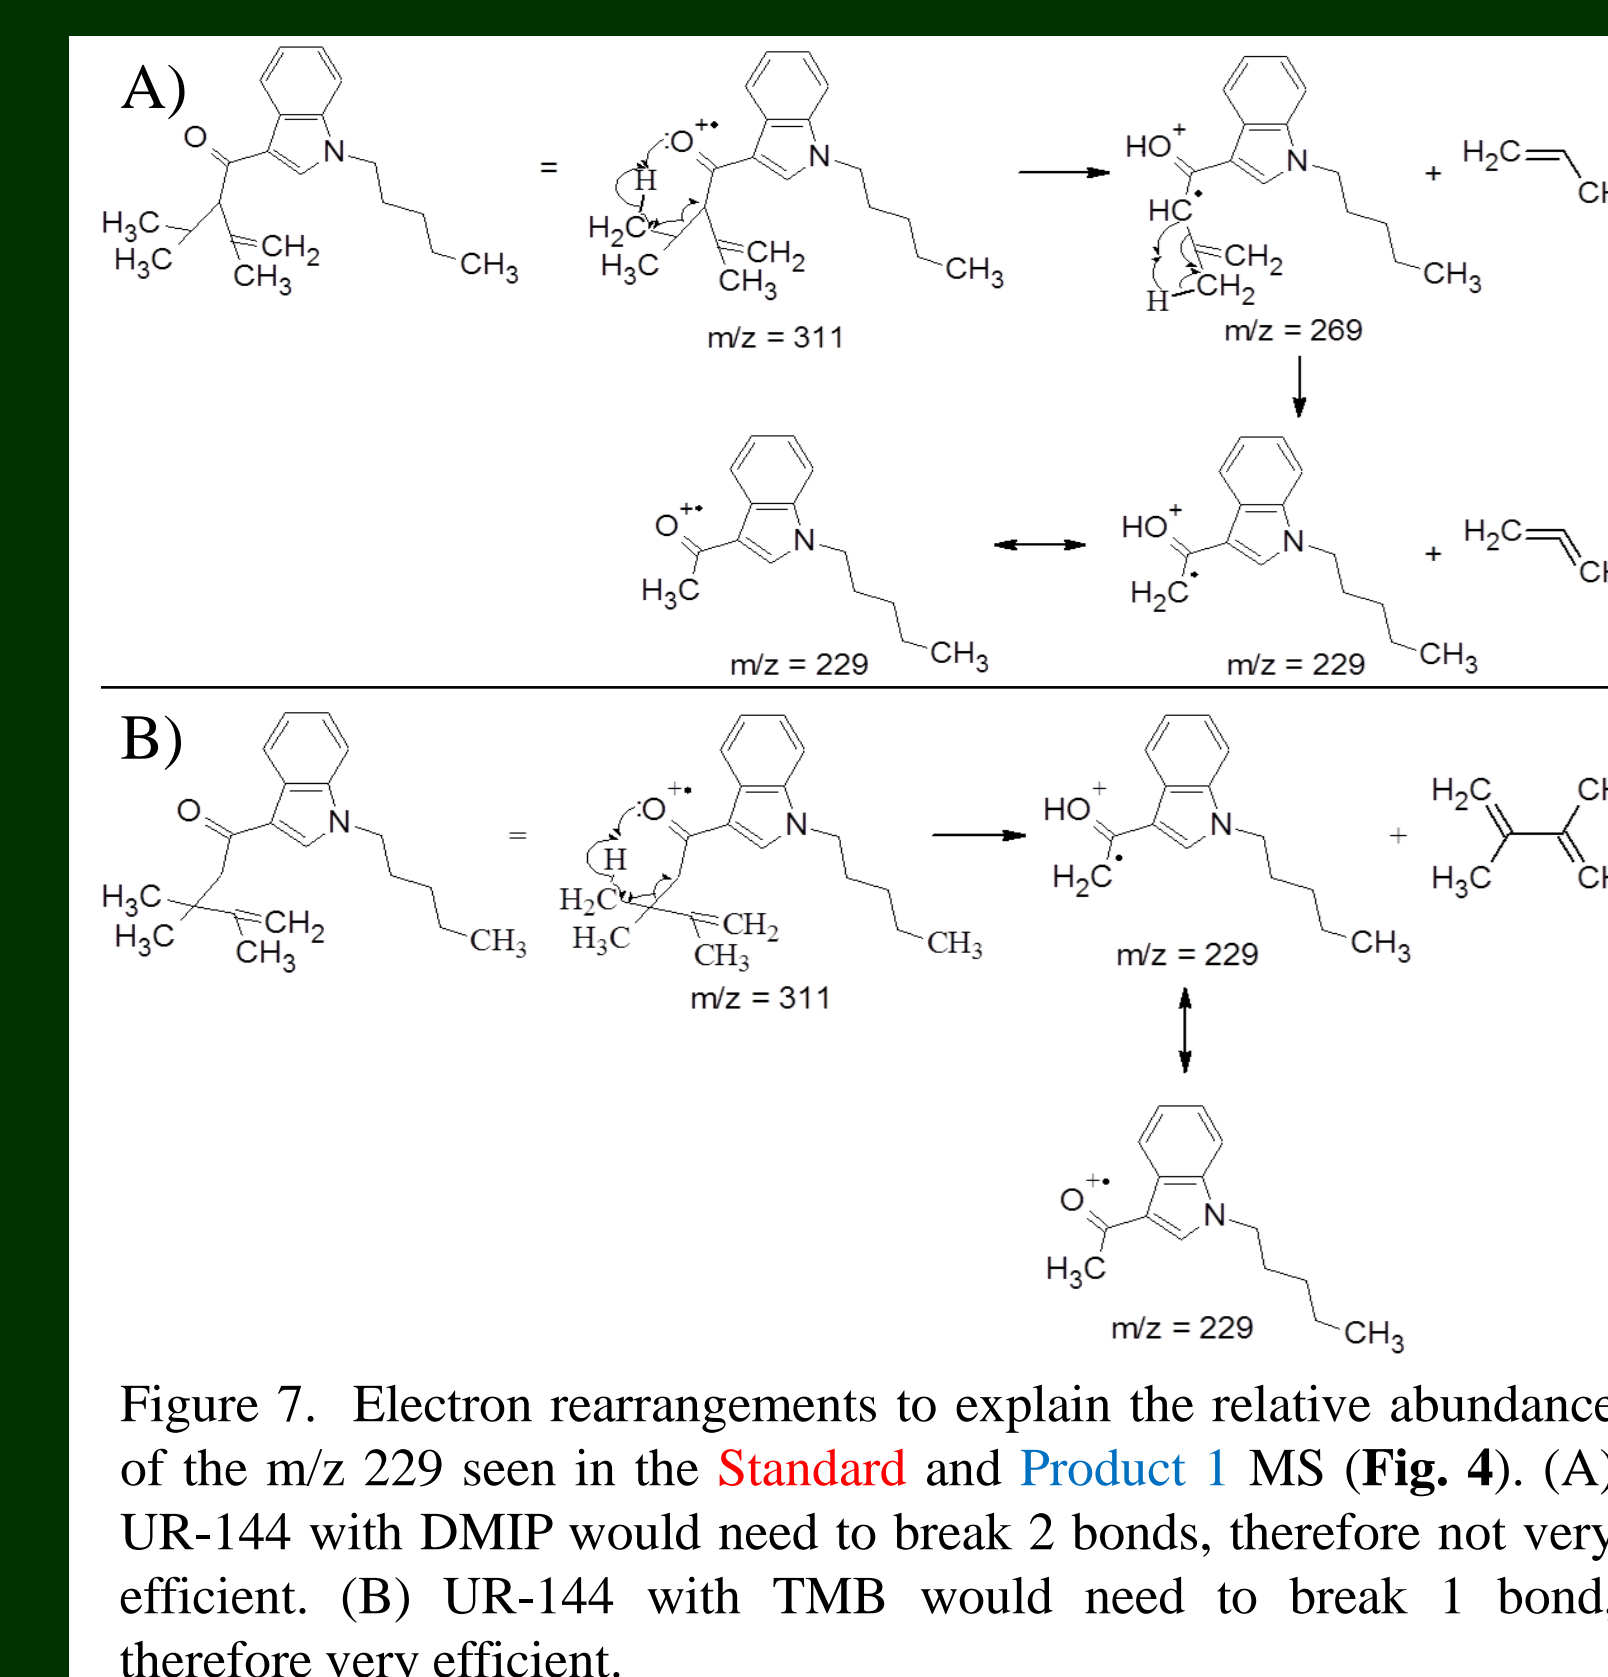 A)
O
N
H₃C
H₃C
CH₂
CH₃
CH₃
=
:O⁺•
H
N
H₂C
H₃C
CH₂
CH₃
CH₃
m/z = 311
HO⁺
N
HC•
CH₂
CH₂
H
CH₃
m/z = 269
+
H₂C
O⁺•
N
H₃C
CH₃
m/z = 229
HO⁺
N
H₂C•
CH₃
m/z = 229
+
H₂C
B)
O
N
H₃C
H₃C
CH₂
CH₃
CH₃
=
:O⁺•
H
N
H₂C
H₃C
CH₂
CH₃
CH₃
m/z = 311
HO⁺
N
H₂C•
CH₃
m/z = 229
+
H₂C
H₃C
O⁺•
N
H₃C
CH₃
m/z = 229
Figure 7. Electron rearrangements to explain the relative abundance
of the m/z 229 seen in the Standard and Product 1 MS (Fig. 4). (A)
UR-144 with DMIP would need to break 2 bonds, therefore not very
efficient. (B) UR-144 with TMB would need to break 1 bond,
therefore very efficient.